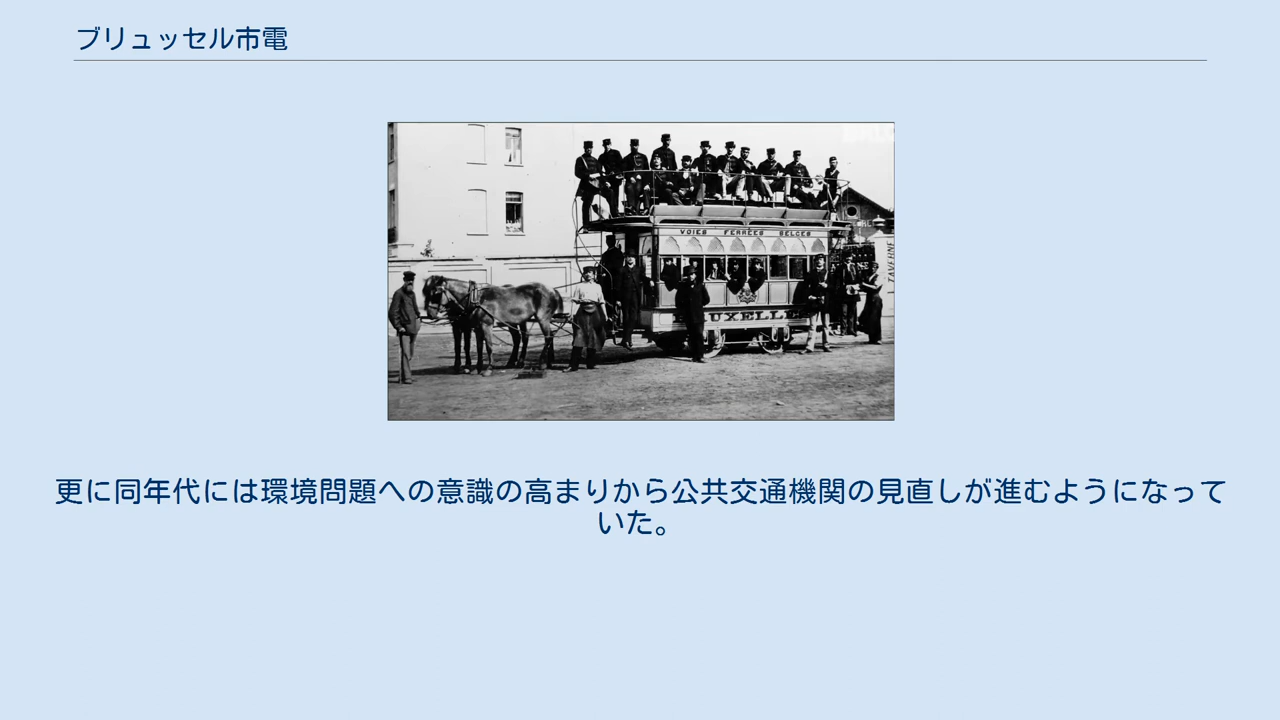 ブリュッセル市電
VOIES FERRÉES BELGES
TAVERNE
更に同年代には環境問題への意識の高まりから公共交通機関の見直しが進むようになって
いた。